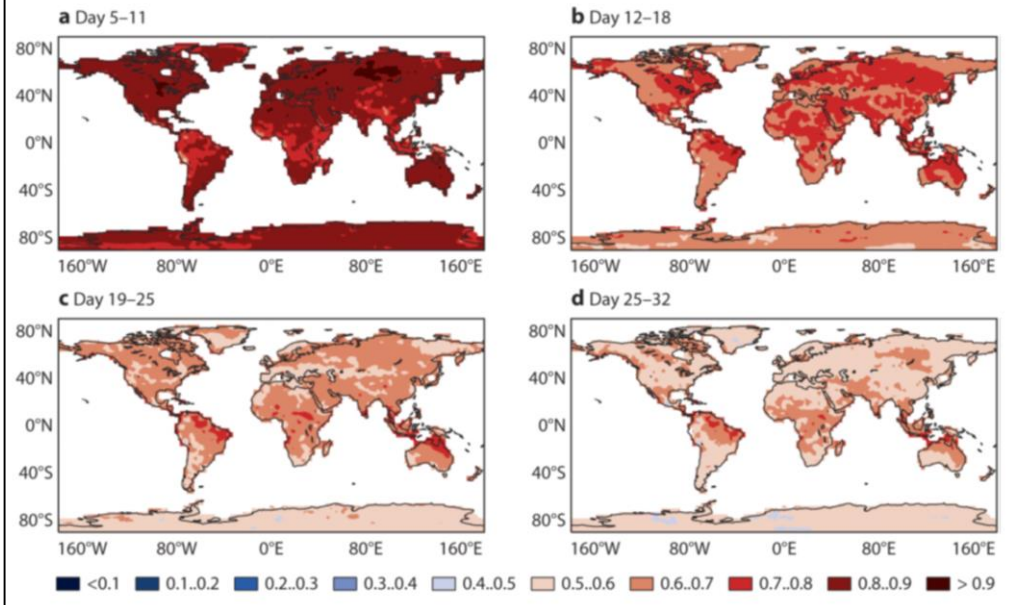 a Day 5–11
b Day 12–18
80°N
40°N
0°N
40°S
80°S
160°W 80°W 0°E 80°E 160°E
80°N
40°N
0°N
40°S
80°S
160°W 80°W 0°E 80°E 160°E
c Day 19–25
d Day 25–32
80°N
40°N
0°N
40°S
80°S
160°W 80°W 0°E 80°E 160°E
80°N
40°N
0°N
40°S
80°S
160°W 80°W 0°E 80°E 160°E
<0.1 0.1..0.2 0.2..0.3 0.3..0.4 0.4..0.5 0.5..0.6 0.6..0.7 0.7..0.8 0.8..0.9 > 0.9